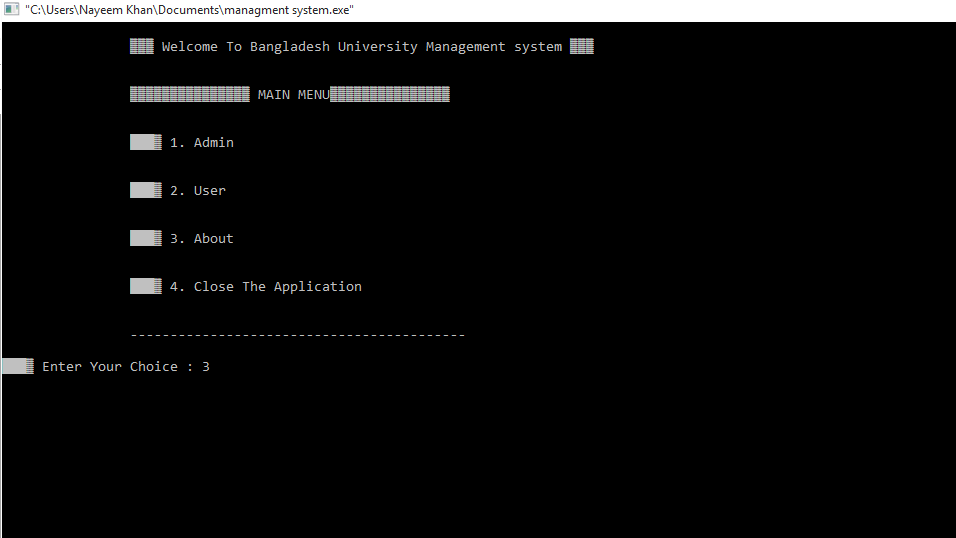 "C:\Users\Nayeem Khan\Documents\managment system.exe"
▓▓▓ Welcome To Bangladesh University Management system ▓▓▓
▓▓▓▓▓▓▓▓▓▓▓▓▓▓▓ MAIN MENU▓▓▓▓▓▓▓▓▓▓▓▓▓▓▓
███▓ 1. Admin
███▓ 2. User
███▓ 3. About
███▓ 4. Close The Application
------------------------------------------
███▓ Enter Your Choice : 3